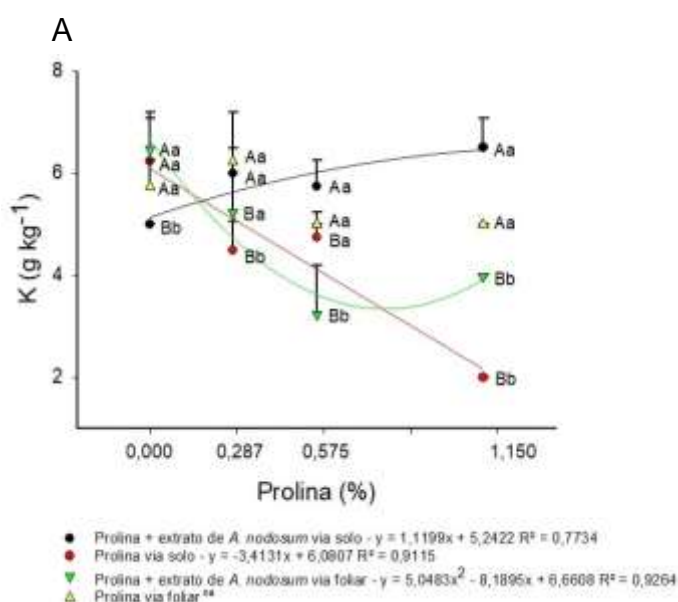 A
8
6
4
2
K (g kg-1)
Aa
Aa
Aa
Bb
Aa
Aa
Ba
Bb
Aa
Aa
Ba
Bb
Aa
Aa
Bb
Bb
0,000 0,287 0,575 1,150
Prolina (%)
Prolina + extrato de A. nodosum via solo - y = 1,1199x + 5,2422 R² = 0,7734
Prolina via solo - y = -3,4131x + 6,0807 R² = 0,9115
Prolina + extrato de A. nodosum via foliar - y = 5,0483x2 - 8,1895x + 6,6608 R² = 0,9264
Prolina via foliar ns